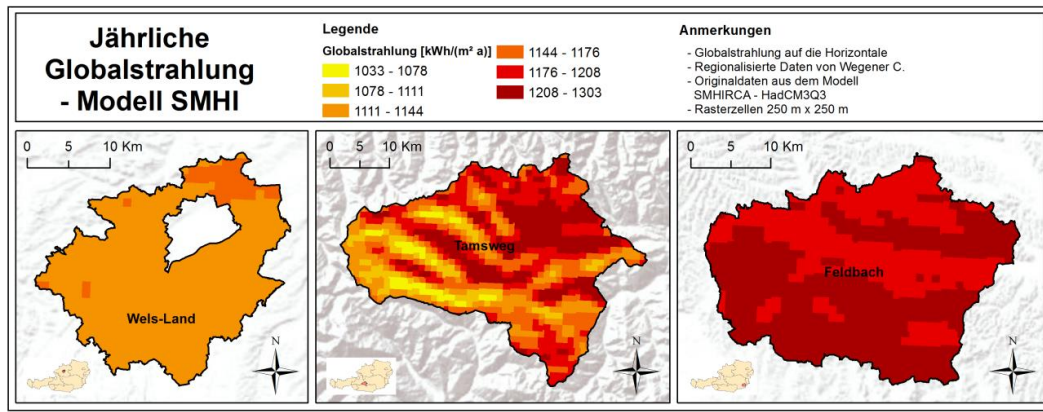 Jährliche
Globalstrahlung
- Modell SMHI
Legende
Globalstrahlung [kWh/(m² a)]
1033 - 1078
1078 - 1111
1111 - 1144
1144 - 1176
1176 - 1208
1208 - 1303
Anmerkungen
- Globalstrahlung auf die Horizontale
- Regionalisierte Daten von Wegener C.
- Originaldaten aus dem Modell
SMHIRCA - HadCM3Q3
- Rasterzellen 250 m x 250 m
0 5 10 Km
Wels-Land
N
0 5 10 Km
Tamsweg
N
0 5 10 Km
Feldbach
N